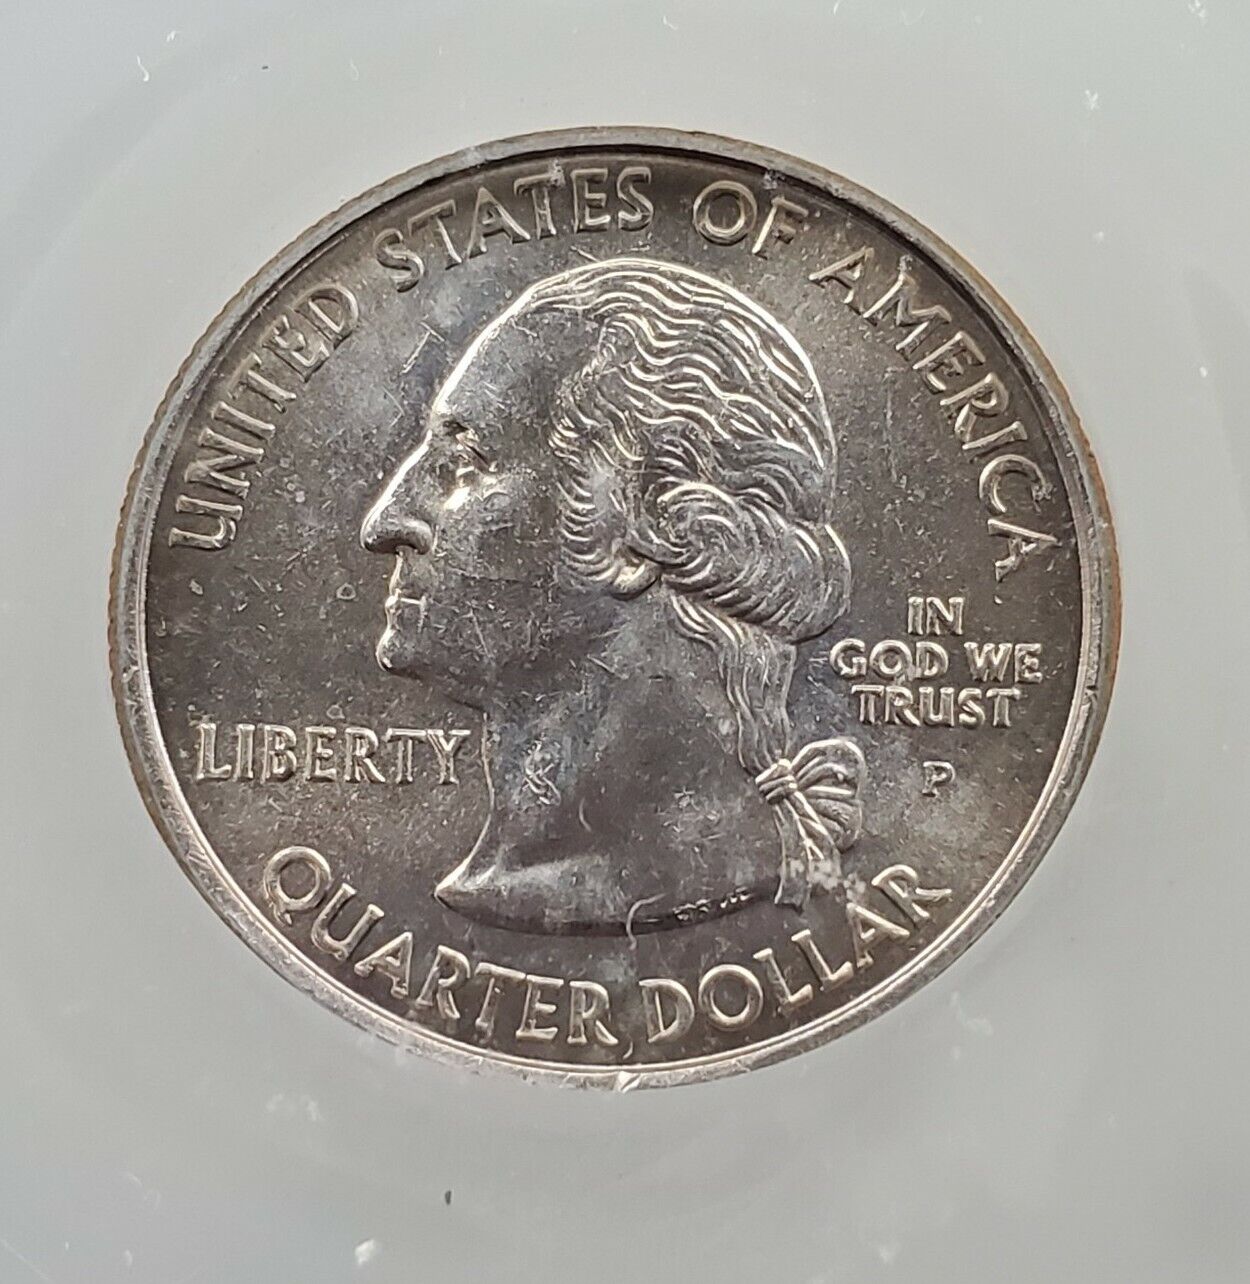 UNITED STATES OF AMERICA
LIBERTY
IN
GOD WE
TRUST
P
QUARTER DOLLAR